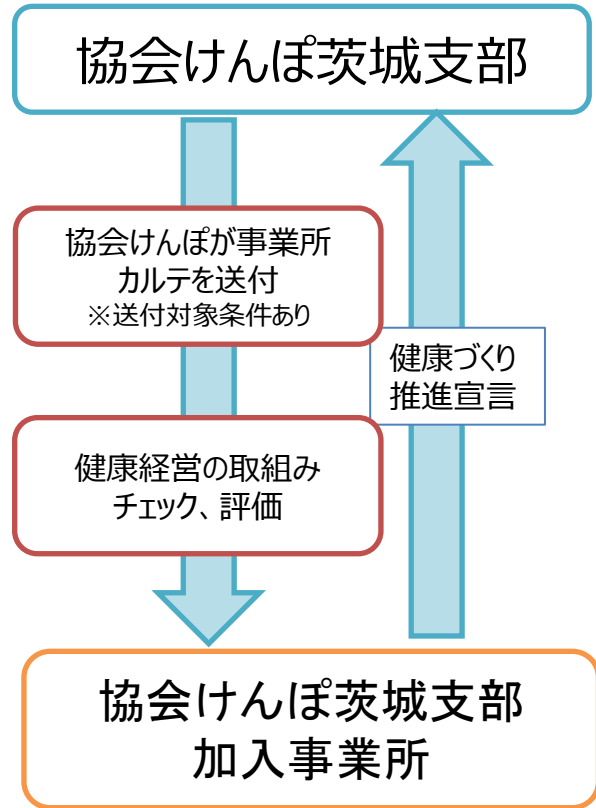 協会けんぽ茨城支部
協会けんぽが事業所
カルテを送付
※送付対象条件あり
健康づくり
推進宣言
健康経営の取組み
チェック、評価
協会けんぽ茨城支部
加入事業所